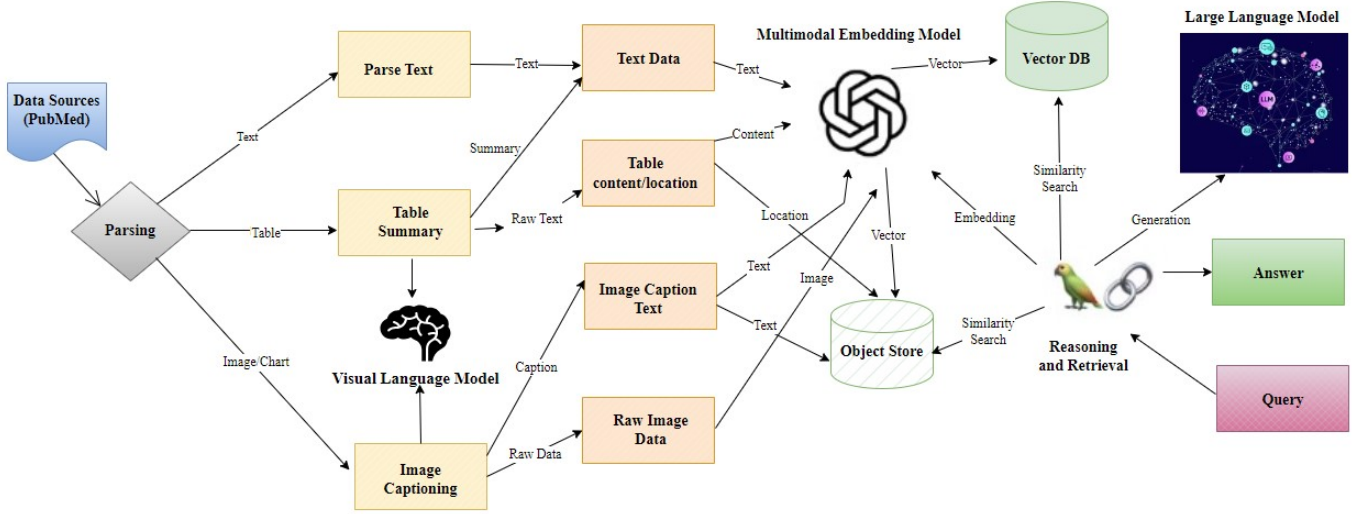 Data Sources
(PubMed)
Parsing
Text
Table
Image/Chart
Parse Text
Table
Summary
Visual Language Model
Image
Captioning
Text
Summary
Raw Text
Caption
Raw Data
Text Data
Table
content/location
Image Caption
Text
Raw Image
Data
Text
Content
Location
Text
Text
Image
Multimodal Embedding Model
Vector
Vector
Vector DB
Object Store
Similarity
Search
Embedding
Similarity
Search
Generation
Reasoning
and Retrieval
Large Language Model
LLM
Answer
Query